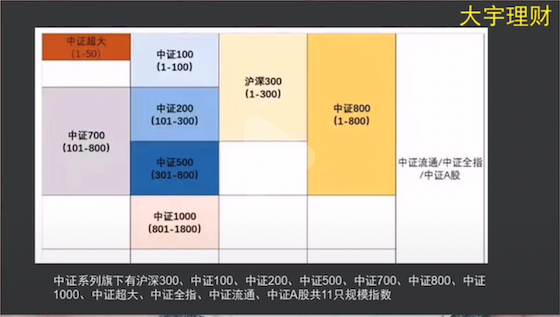 大宇理财
中证超大
(1-50)
中证100
(1-100)
沪深300
(1-300)
中证200
(101-300)
中证700
(101-800)
中证800
(1-800)
中证500
(301-800)
中证流通/中证全指
/中证A股
中证1000
(801-1800)
中证系列旗下有沪深300、中证100、中证200、中证500、中证700、中证800、中证
1000、中证超大、中证全指、中证流通、中证A股共11只规模指数